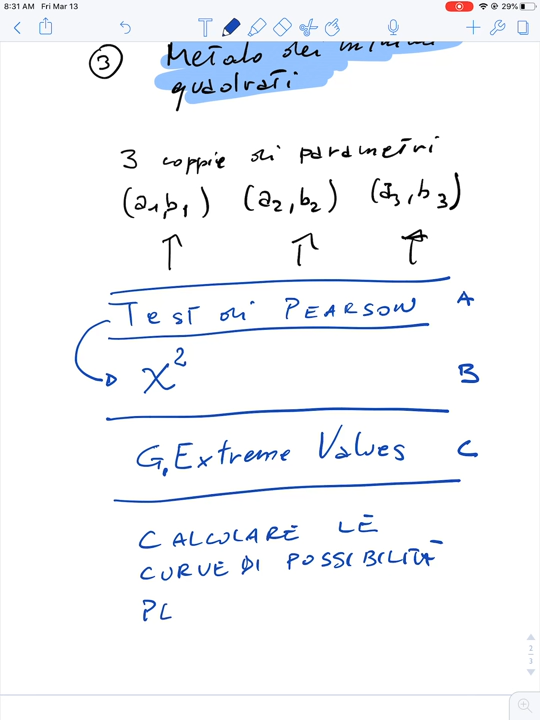 8:31 AM Fri Mar 13 29%
3 Metodo dei minimi
quadrati
3 coppie di parametri
(a1,b1) (a2,b2) (a3,b3)
↑ ↑ ↑
Test di PEARSON A
χ² B
G. Extreme Values C
CALCOLARE LE
CURVE DI POSSIBILITÀ
PL
2
3